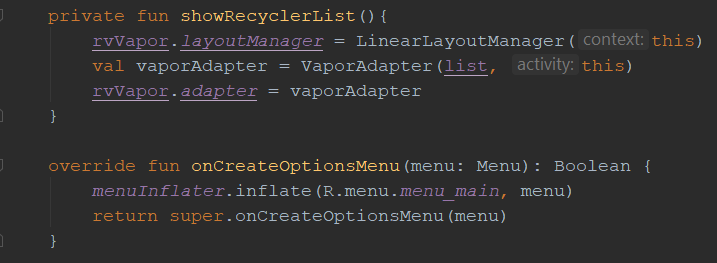 private fun showRecyclerList(){
rvVapor.layoutManager = LinearLayoutManager( context: this)
val vaporAdapter = VaporAdapter(list, activity: this)
rvVapor.adapter = vaporAdapter
}
override fun onCreateOptionsMenu(menu: Menu): Boolean {
menuInflater.inflate(R.menu.menu_main, menu)
return super.onCreateOptionsMenu(menu)
}